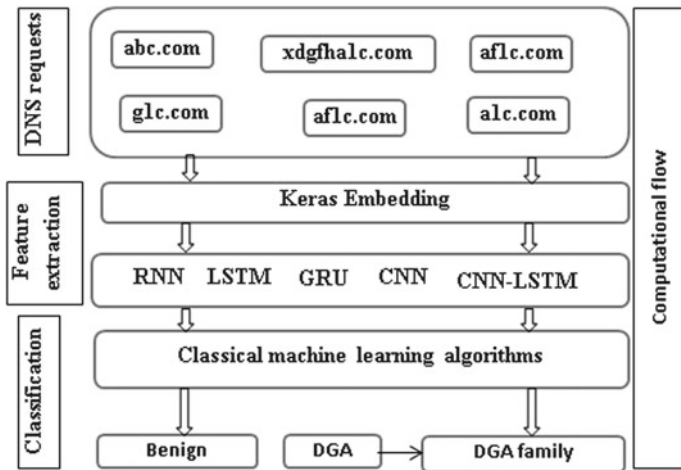 DNS requests
abc.com
xdgfhalc.com
aflc.com
glc.com
aflc.com
alc.com
Feature
extraction
Keras Embedding
RNN LSTM GRU CNN CNN-LSTM
Classification
Classical machine learning algorithms
Benign
DGA
DGA family
Computational flow